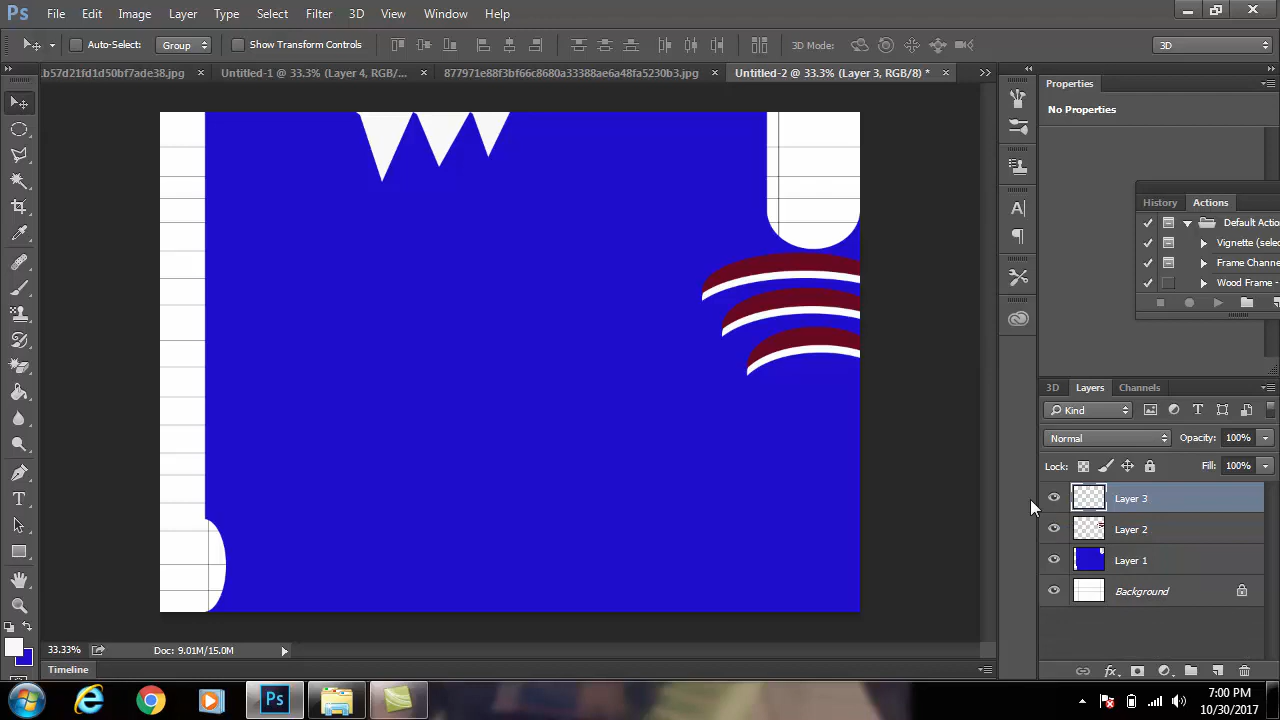 Ps File Edit Image Layer Type Select Filter 3D View Window Help
Auto-Select: Group Show Transform Controls 3D Mode: 3D
.b57d21fd1d50bf7ade38.jpg × Untitled-1 @ 33.3% (Layer 4, RGB/... × 877971e88f3bf66c8680a33388ae6a48fa5230b3.jpg × Untitled-2 @ 33.3% (Layer 3, RGB/8) * ×
Properties
No Properties
History Actions
Default Actio
Vignette (selec
Frame Channe
Wood Frame -
3D Layers Channels
Kind
Normal Opacity: 100%
Lock: Fill: 100%
Layer 3
Layer 2
Layer 1
Background
33.33% Doc: 9.01M/15.0M
Timeline
Ps
7:00 PM
10/30/2017